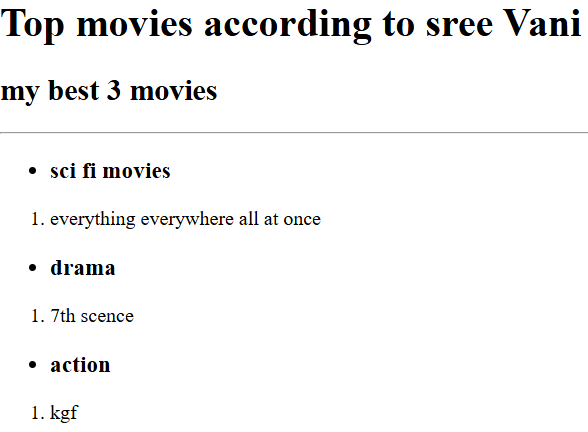 Top movies according to sree Vani
my best 3 movies
• sci fi movies
1. everything everywhere all at once
• drama
1. 7th scence
• action
1. kgf